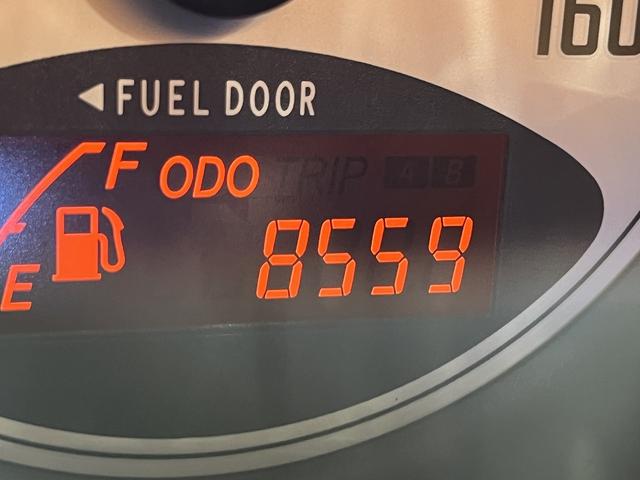 160
◀FUEL DOOR
F ODO TRIP A B
E 8559